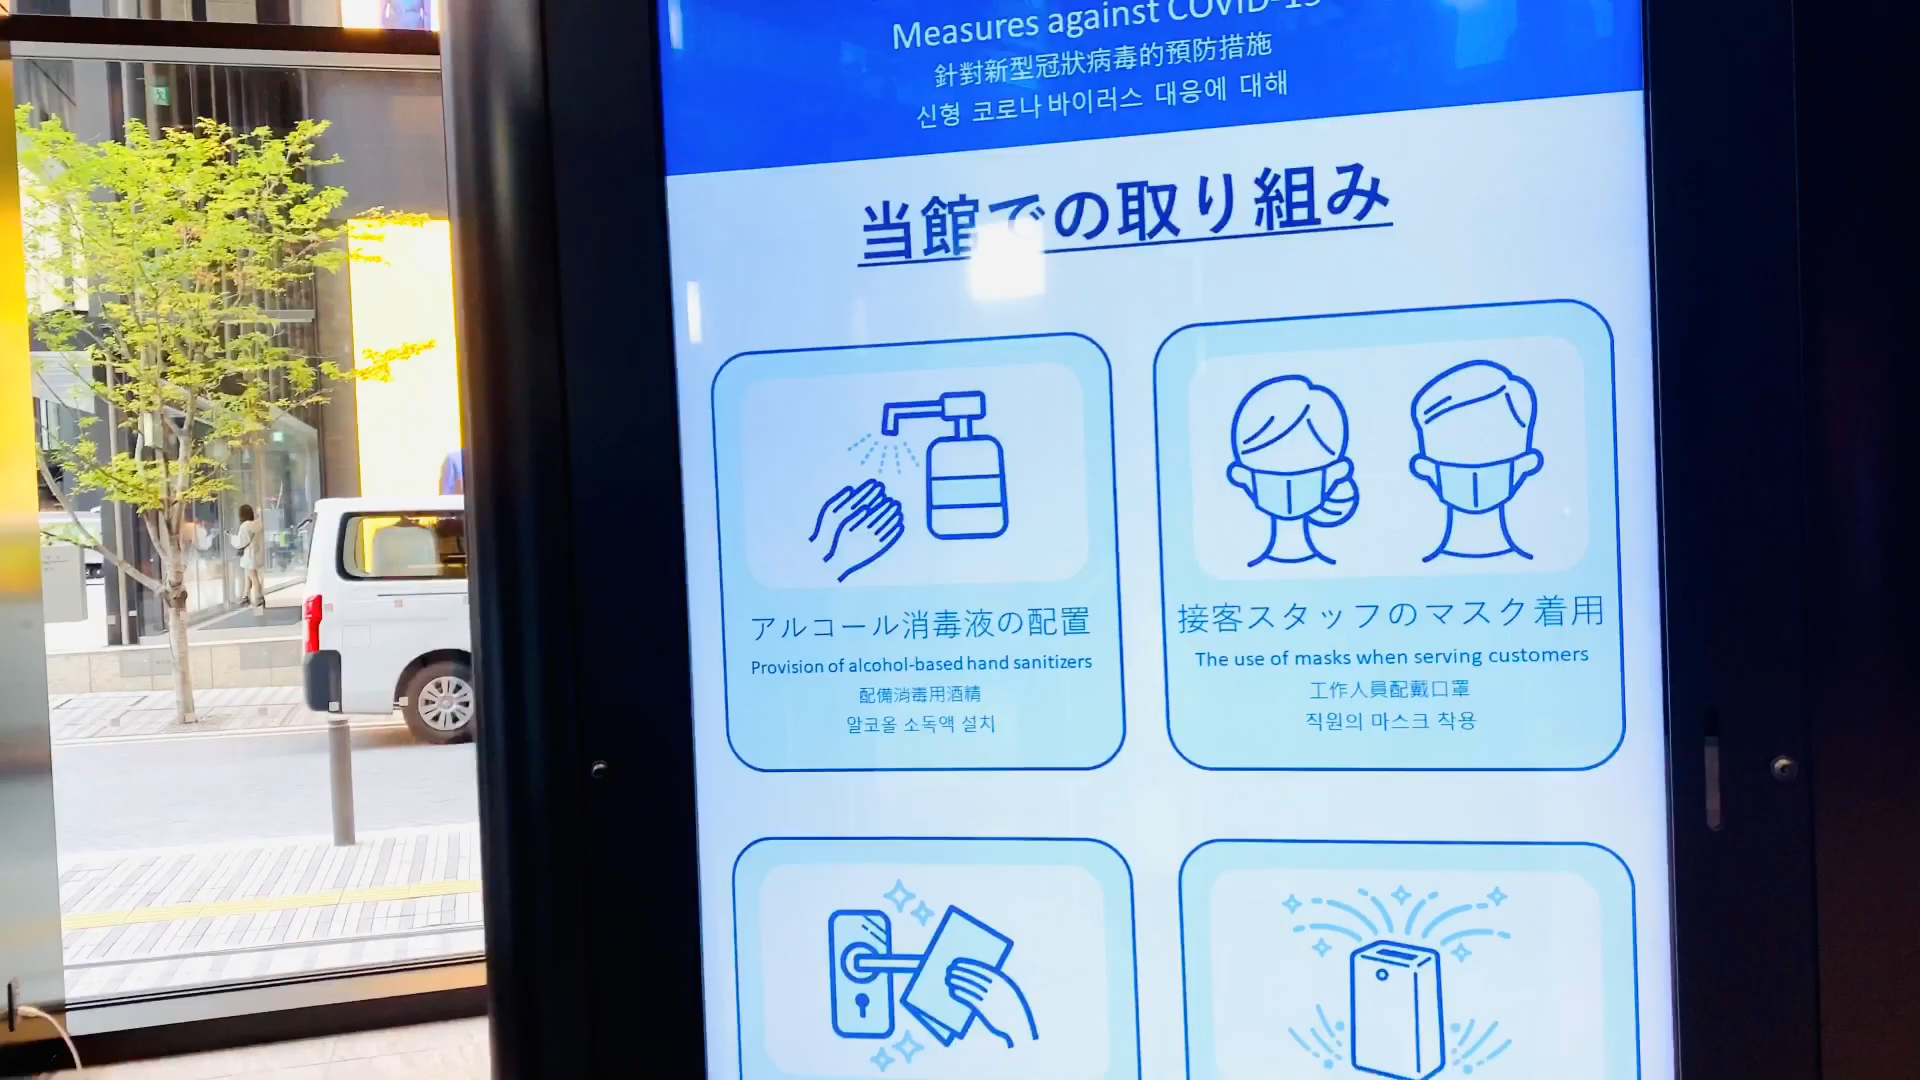 Measures against COVID-19
針對新型冠狀病毒的預防措施
신형 코로나 바이러스 대응에 대해
当館での取り組み
アルコール消毒液の配置
Provision of alcohol-based hand sanitizers
配備消毒用酒精
알코올 소독액 설치
接客スタッフのマスク着用
The use of masks when serving customers
工作人員配戴口罩
직원의 마스크 착용